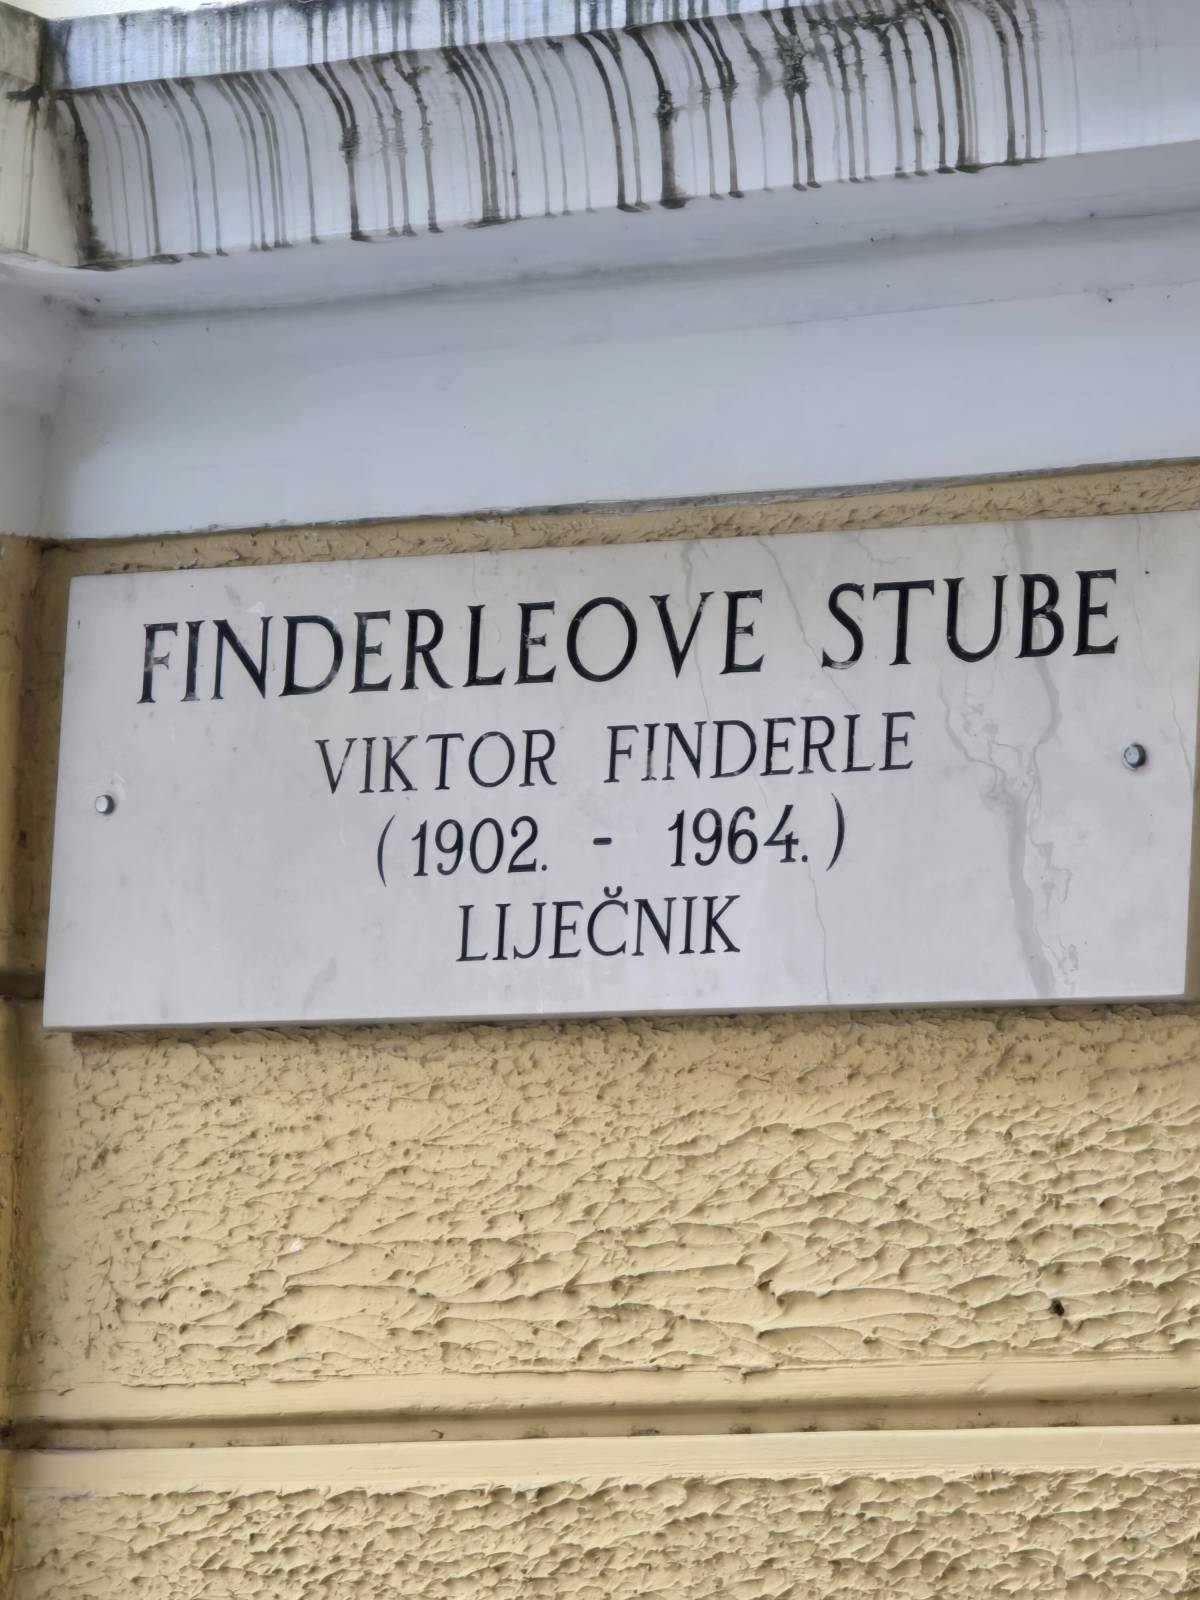 FINDERLEOVE STUBE
VIKTOR FINDERLE
(1902. - 1964.)
LIJEČNIK